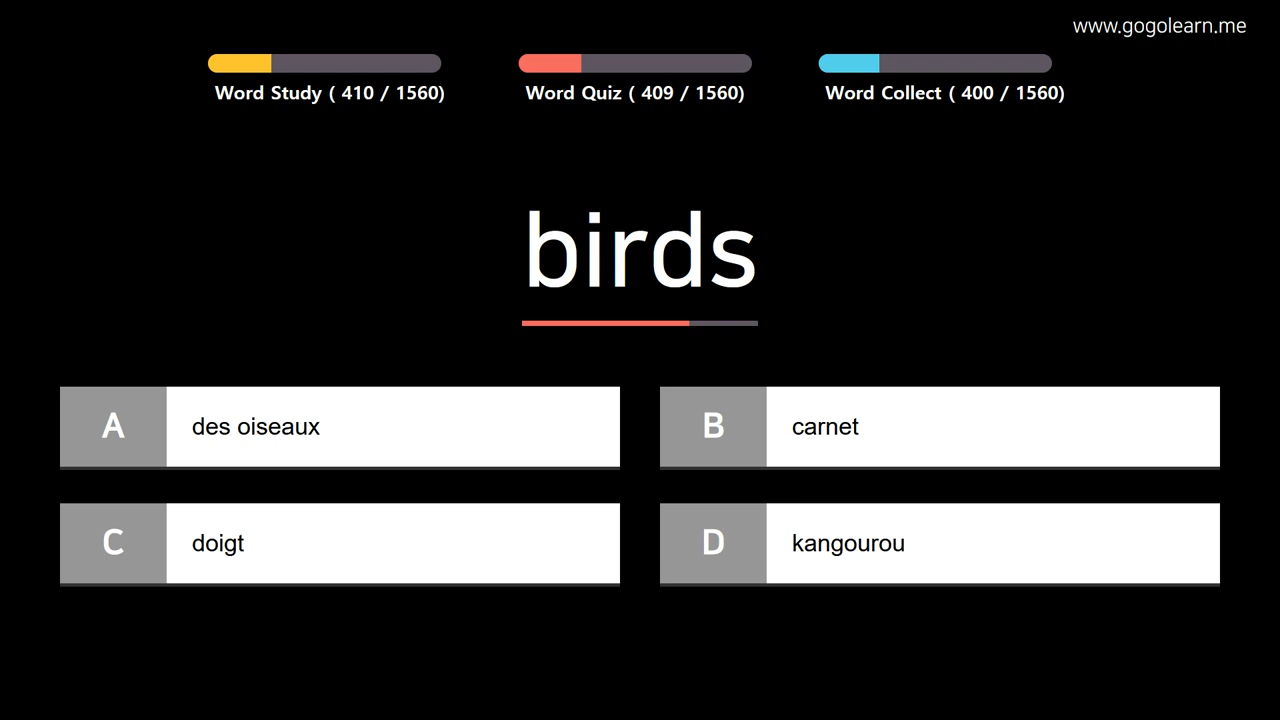 www.gogolearn.me
Word Study ( 410 / 1560)
Word Quiz ( 409 / 1560)
Word Collect ( 400 / 1560)
birds
A des oiseaux
B carnet
C doigt
D kangourou